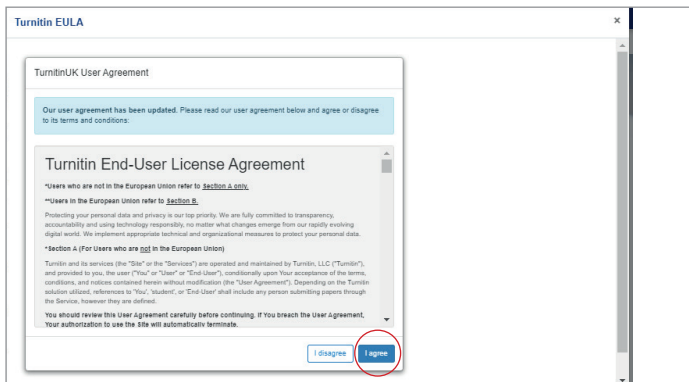 Turnitin EULA ×
TurnitinUK User Agreement
Our user agreement has been updated. Please read our user agreement below and agree or disagree
to its terms and conditions:
Turnitin End-User License Agreement
*Users who are not in the European Union refer to Section A only.
**Users in the European Union refer to Section B.
Protecting your personal data and privacy is our top priority. We are fully committed to transparency,
accountability and using technology responsibly, no matter what changes emerge from our rapidly evolving
digital world. We implement appropriate technical and organizational measures to protect your personal data.
*Section A (For Users who are not in the European Union)
Turnitin and its services (the "Site" or the "Services") are operated and maintained by Turnitin, LLC ("Turnitin"),
and provided to you, the user ("You" or "User" or "End-User"), conditionally upon Your acceptance of the terms,
conditions, and notices contained herein without modification (the "User Agreement"). Depending on the Turnitin
solution utilized, references to 'You', 'student', or 'End-User' shall include any person submitting papers through
the Service, however they are defined.
You should review this User Agreement carefully before continuing. If You breach the User Agreement,
Your authorization to use the Site will automatically terminate.
I disagree I agree